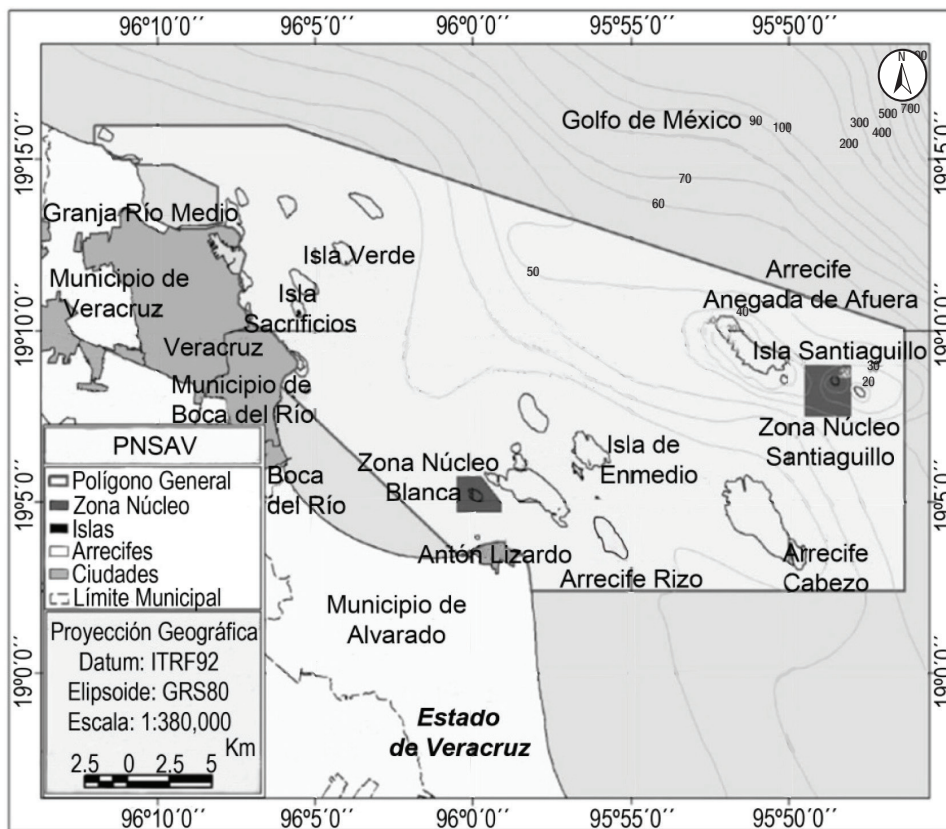 96º10´0´´ 96º5´0´´ 96º0´0´´ 95º55´0´´ 95º50´0´´
N
Golfo de México
90
100
200
300
400
500
700
70
60
50
19º15´0´´
19º15´0´´
Granja Río Medio
Isla Verde
Municipio de
Veracruz
Isla
Sacrificios
Arrecife
Anegada de Afuera
40
19º10´0´´
19º10´0´´
Veracruz
Isla Santiaguillo
30
20
Municipio de
Boca del Río
Zona Núcleo
Santiaguillo
Isla de
Enmedio
Zona Núcleo
Blanca
Boca
del Río
19º5´0´´
19º5´0´´
Antón Lizardo
Arrecife Rizo
Arrecife
Cabezo
Municipio de
Alvarado
19º0´0´´
19º0´0´´
Estado
de Veracruz
PNSAV
Polígono General
Zona Núcleo
Islas
Arrecifes
Ciudades
Límite Municipal
Proyección Geográfica
Datum: ITRF92
Elipsoide: GRS80
Escala: 1:380,000
Km
2.5 0 2.5 5
96º10´0´´ 96º5´0´´ 96º0´0´´ 95º55´0´´ 95º50´0´´